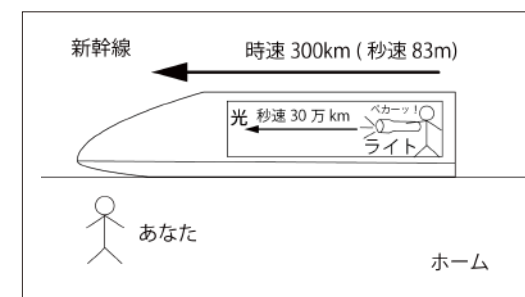 新幹線
時速 300km ( 秒速 83m)
光 秒速 30 万 km
ペカーッ!
ライト
あなた
ホーム